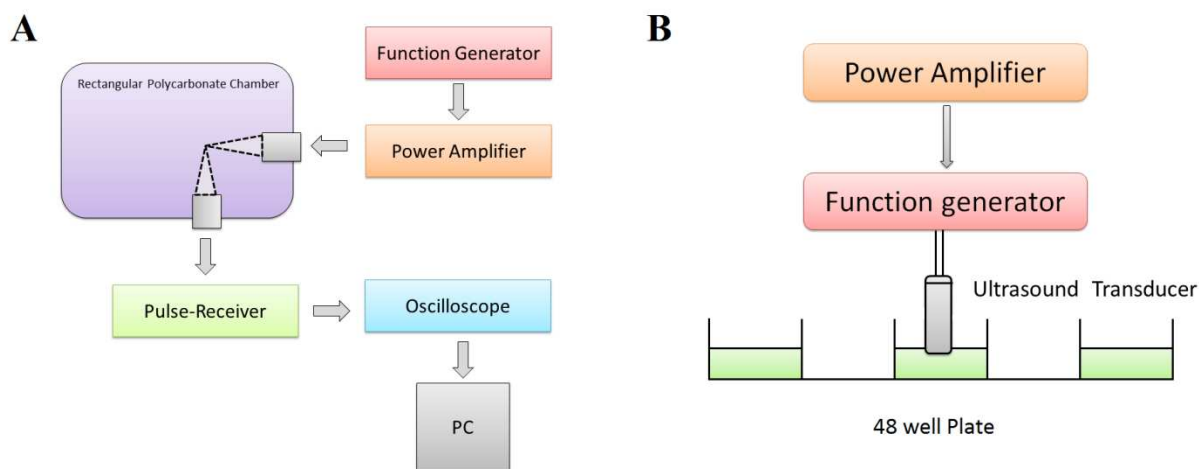 A
Rectangular Polycarbonate Chamber
Function Generator
Power Amplifier
Pulse-Receiver
Oscilloscope
PC
B
Power Amplifier
Function generator
Ultrasound Transducer
48 well Plate